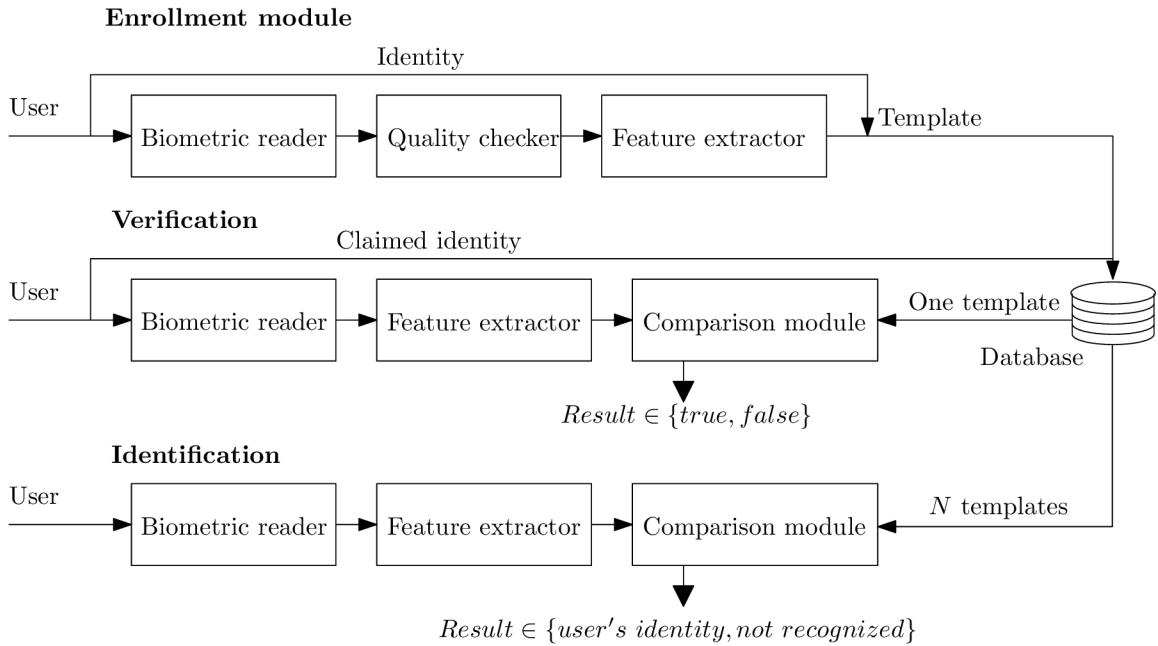 Enrollment module
Identity
User
Biometric reader
Quality checker
Feature extractor
Template
Verification
Claimed identity
User
Biometric reader
Feature extractor
Comparison module
One template
Database
Result ∈ {true, false}
Identification
User
Biometric reader
Feature extractor
Comparison module
N templates
Result ∈ {user's identity, not recognized}